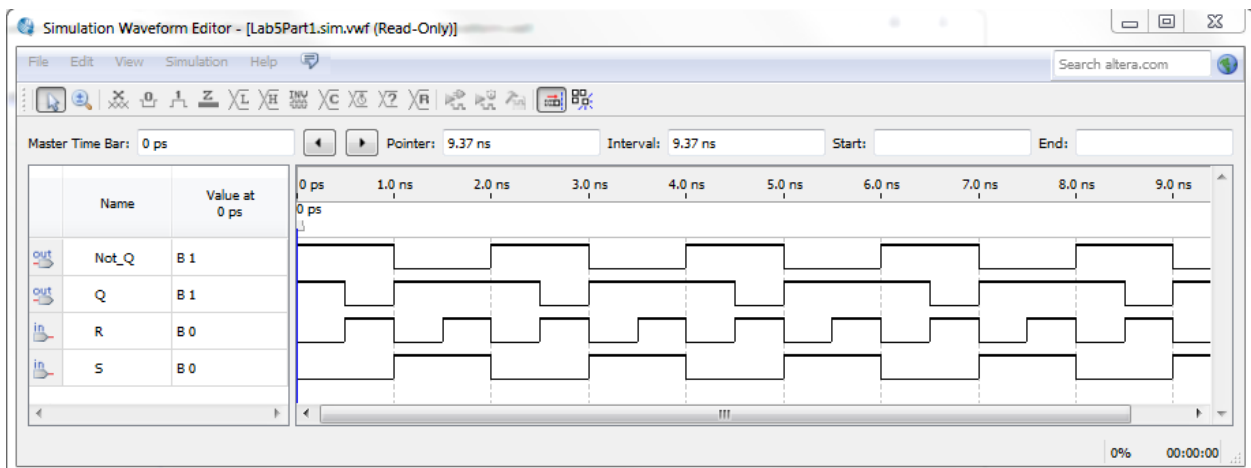 Simulation Waveform Editor - [Lab5Part1.sim.vwf (Read-Only)]
File Edit View Simulation Help Search altera.com
Master Time Bar: 0 ps Pointer: 9.37 ns Interval: 9.37 ns Start: End:
Name Value at 0 ps
0 ps 1.0 ns 2.0 ns 3.0 ns 4.0 ns 5.0 ns 6.0 ns 7.0 ns 8.0 ns 9.0 ns
0 ps
out Not_Q B 1
out Q B 1
in R B 0
in S B 0
0% 00:00:00